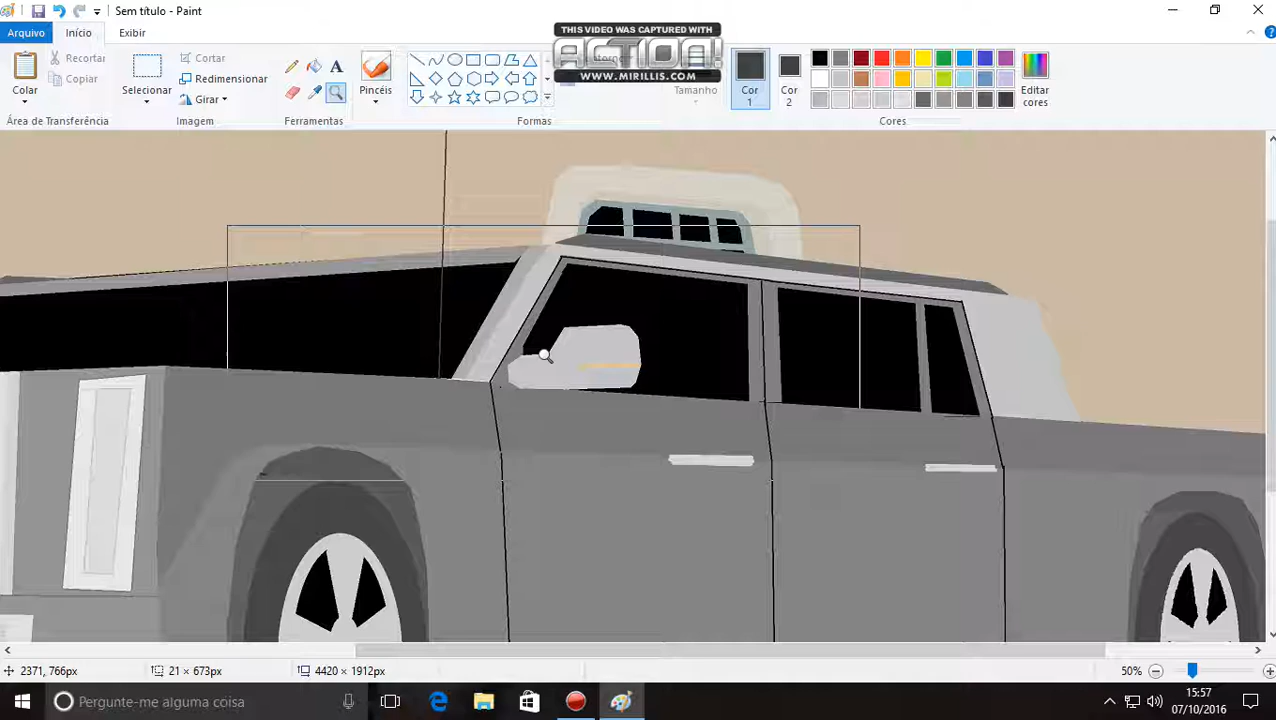 Sem título - Paint
THIS VIDEO WAS CAPTURED WITH
ACTION!
WWW.MIRILLIS.COM
Arquivo
Início
Exibir
Colar
Recortar
Copiar
Área de Transferência
Selecionar
Cortar
Redimensionar
Girar
Imagem
A
Ferramentas
Pincéis
Contorno
Formas
Tamanho
Cor 1
Cor 2
Editar cores
Cores
2371, 766px
21 × 673px
4420 × 1912px
50%
Pergunte-me alguma coisa
15:57
07/10/2016